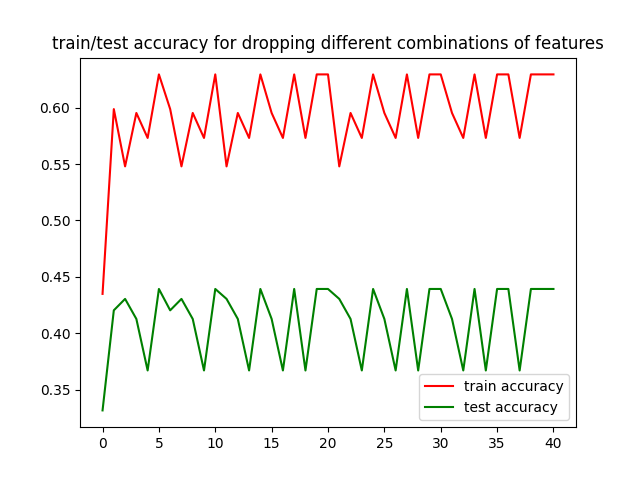 train/test accuracy for dropping different combinations of features
0.60
0.55
0.50
0.45
0.40
0.35
train accuracy
test accuracy
0 5 10 15 20 25 30 35 40